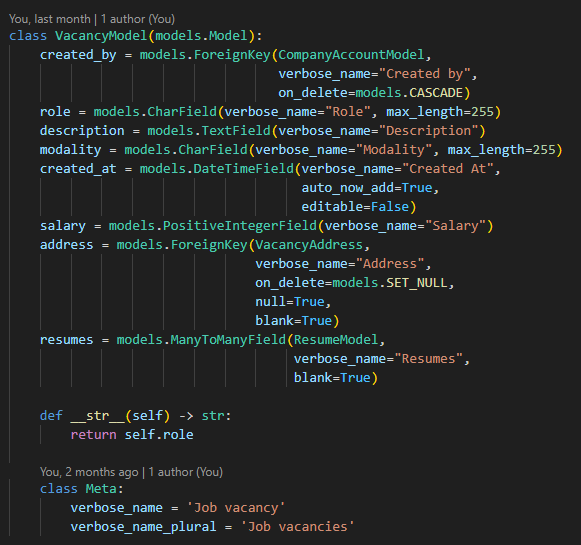 You, last month | 1 author (You)
class VacancyModel(models.Model):
    created_by = models.ForeignKey(CompanyAccountModel,
                                   verbose_name="Created by",
                                   on_delete=models.CASCADE)
    role = models.CharField(verbose_name="Role", max_length=255)
    description = models.TextField(verbose_name="Description")
    modality = models.CharField(verbose_name="Modality", max_length=255)
    created_at = models.DateTimeField(verbose_name="Created At",
                                      auto_now_add=True,
                                      editable=False)
    salary = models.PositiveIntegerField(verbose_name="Salary")
    address = models.ForeignKey(VacancyAddress,
                                verbose_name="Address",
                                on_delete=models.SET_NULL,
                                null=True,
                                blank=True)
    resumes = models.ManyToManyField(ResumeModel,
                                     verbose_name="Resumes",
                                     blank=True)
    def __str__(self) -> str:
        return self.role
    You, 2 months ago | 1 author (You)
    class Meta:
        verbose_name = 'Job vacancy'
        verbose_name_plural = 'Job vacancies'